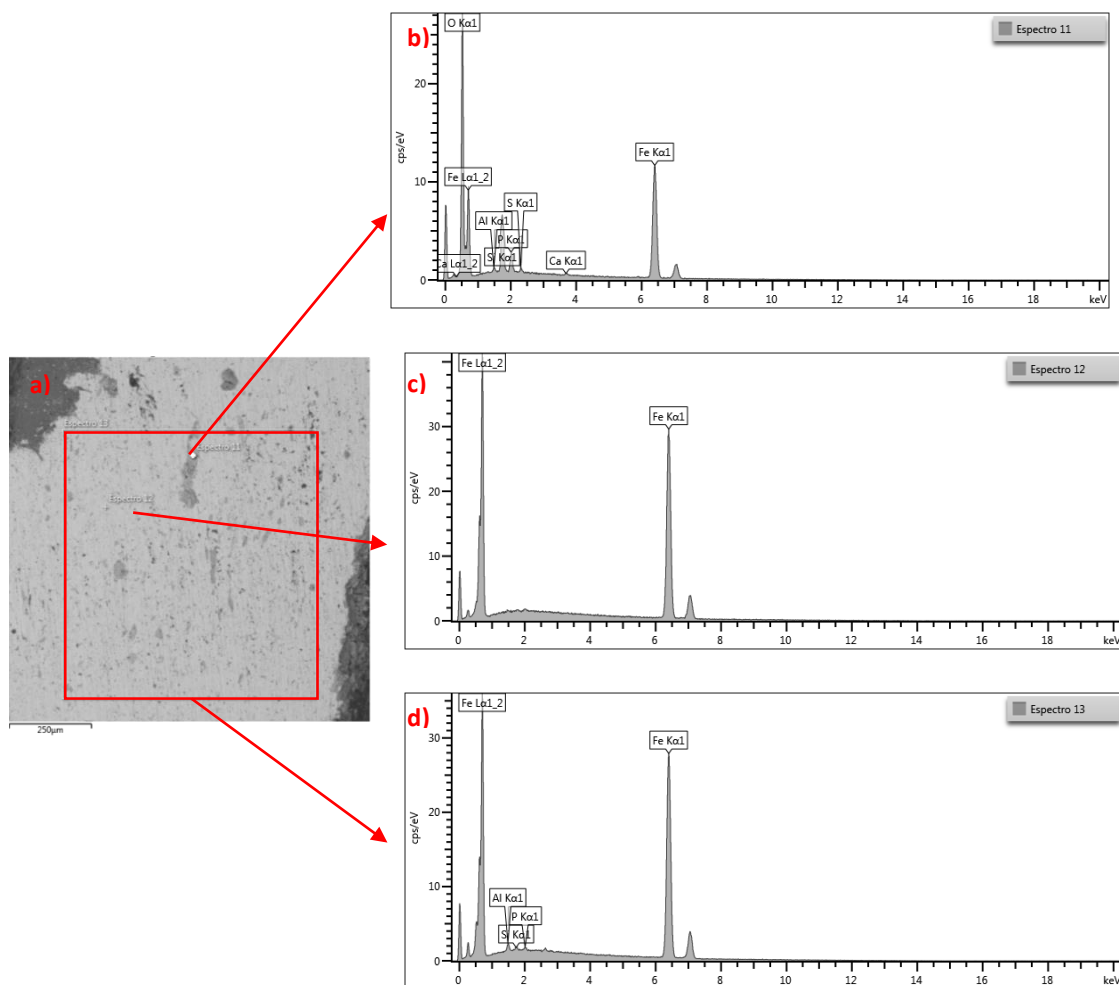 b)
Espectro 11
O Kα1
20
Fe Kα1
Fe Lα1_2
S Kα1
10
Al Kα1
P Kα1
Si Kα1
Ca Lα1_2
Ca Kα1
0
cps/eV
0 2 4 6 8 10 12 14 16 18 keV
a)
Espectro 13
Espectro 11
Espectro 12
250µm
c)
Espectro 12
Fe Lα1_2
Fe Kα1
30
20
10
0
cps/eV
0 2 4 6 8 10 12 14 16 18 keV
d)
Espectro 13
Fe Lα1_2
Fe Kα1
30
20
10
Al Kα1
P Kα1
Si Kα1
0
cps/eV
0 2 4 6 8 10 12 14 16 18 keV